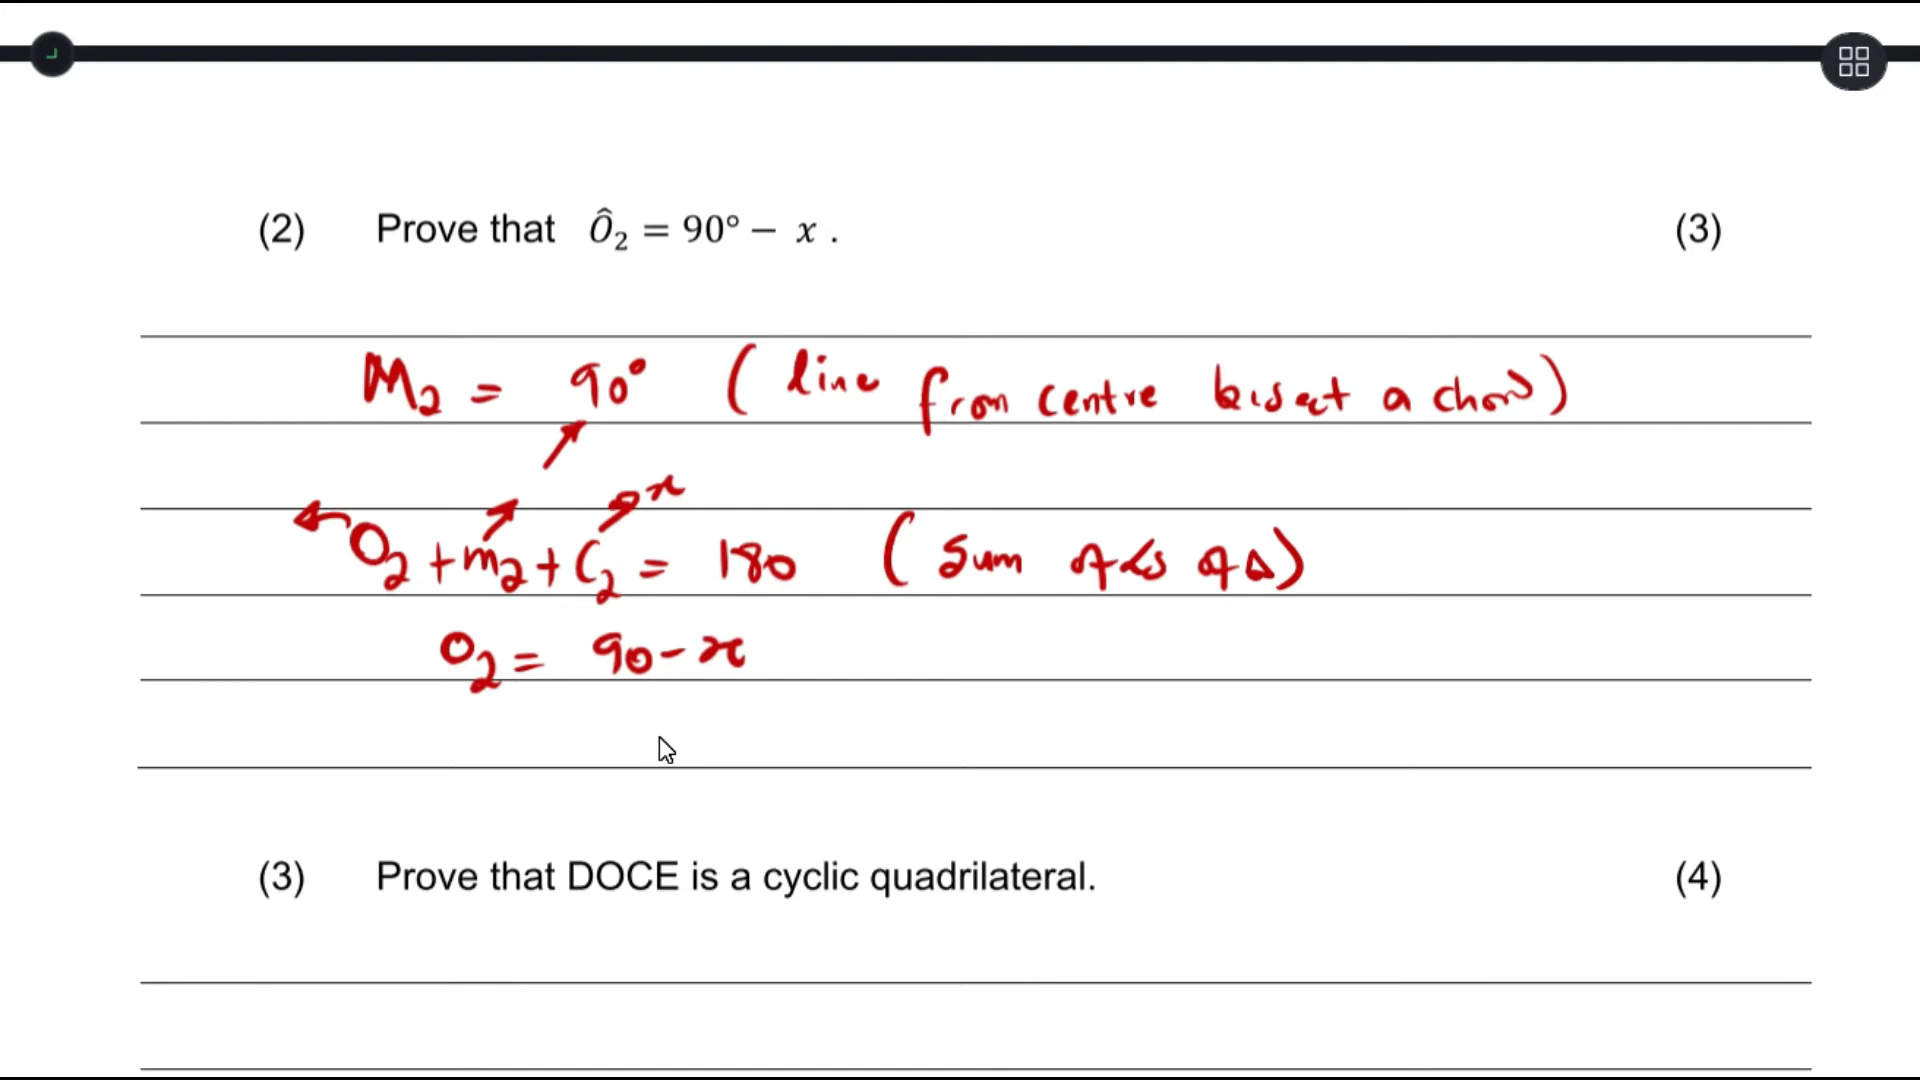 (2) Prove that Ô₂ = 90° − x . (3)
M₂ = 90° ( line from centre bisect a chord)
x
O₂ + m₂ + C₂ = 180 ( Sum of ∠s of Δ)
O₂ = 90 − x
(3) Prove that DOCE is a cyclic quadrilateral. (4)